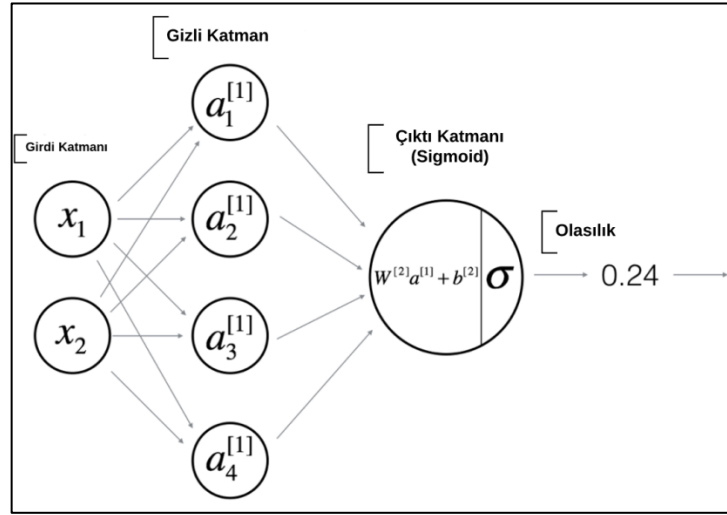 Gizli Katman
a₁^[1]
Girdi Katmanı
Çıktı Katmanı
(Sigmoid)
x₁
a₂^[1]
Olasılık
W^[2]a^[1] + b^[2]
σ
0.24
x₂
a₃^[1]
a₄^[1]